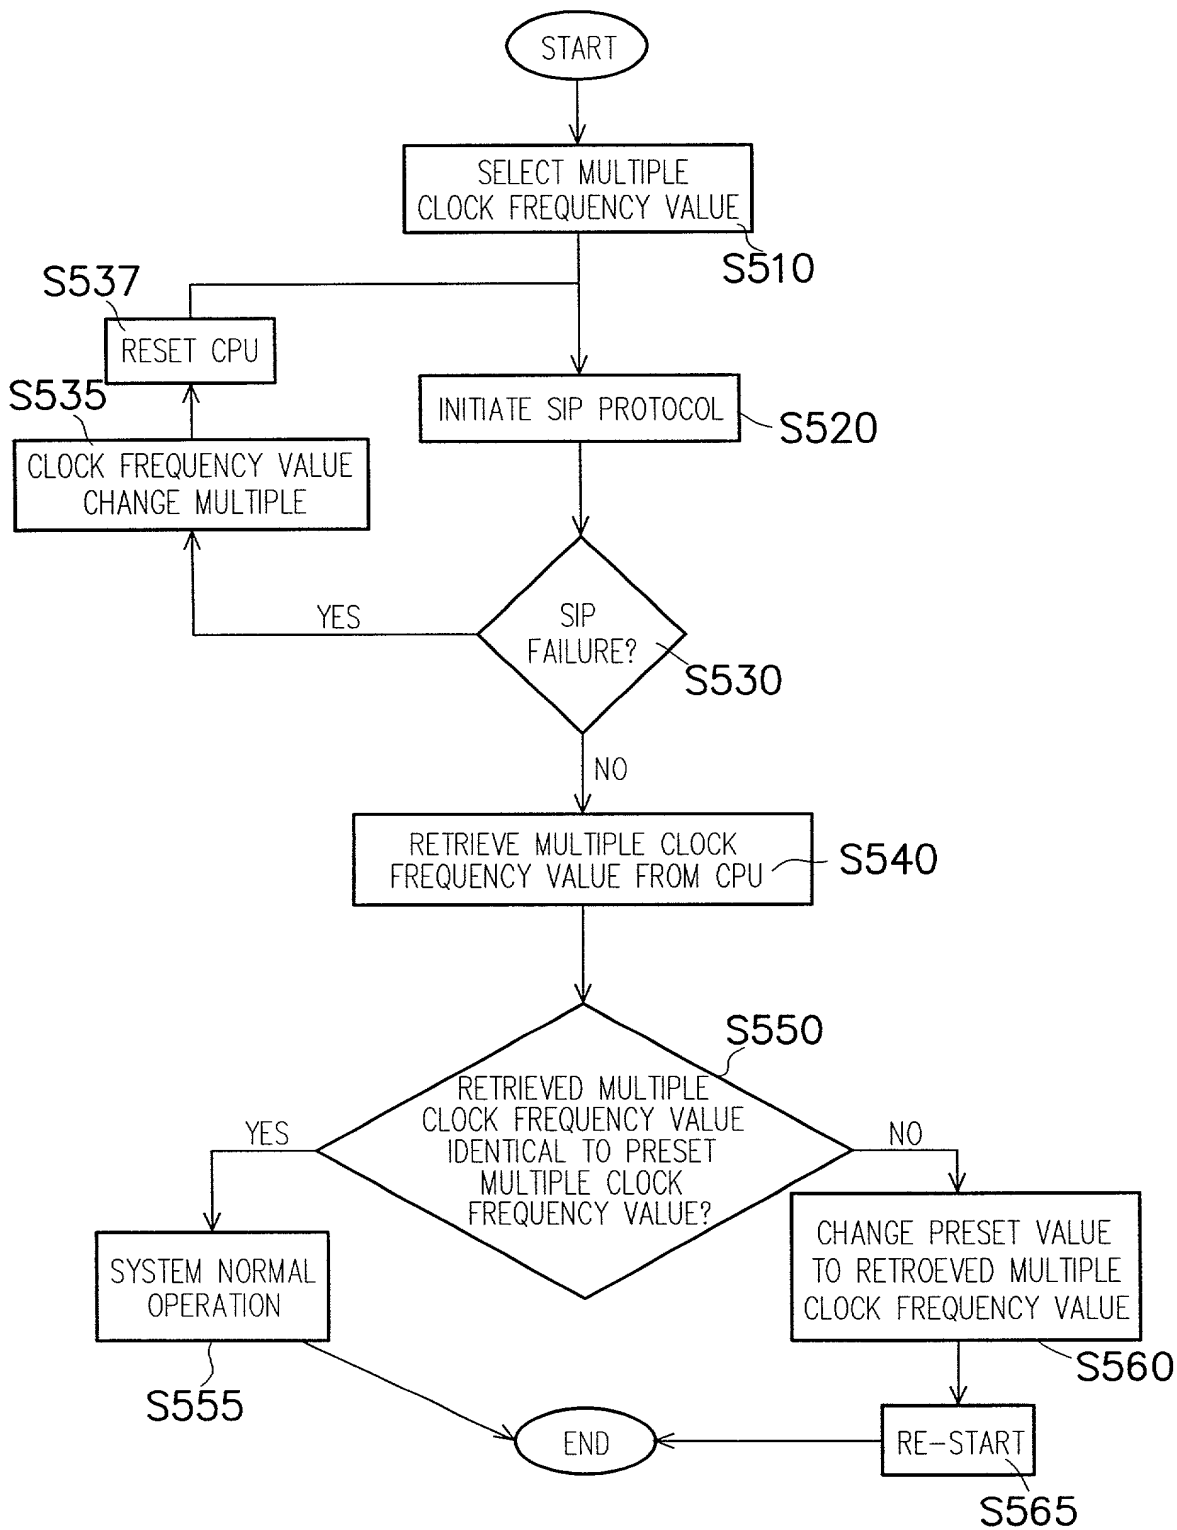 START
SELECT MULTIPLE
CLOCK FREQUENCY VALUE
S510
S537
RESET CPU
S535
CLOCK FREQUENCY VALUE
CHANGE MULTIPLE
INITIATE SIP PROTOCOL
S520
SIP
FAILURE?
S530
YES
NO
RETRIEVE MULTIPLE CLOCK
FREQUENCY VALUE FROM CPU
S540
S550
RETRIEVED MULTIPLE
CLOCK FREQUENCY VALUE
IDENTICAL TO PRESET
MULTIPLE CLOCK
FREQUENCY VALUE?
YES
NO
SYSTEM NORMAL
OPERATION
S555
CHANGE PRESET VALUE
TO RETROEVED MULTIPLE
CLOCK FREQUENCY VALUE
S560
END
RE-START
S565